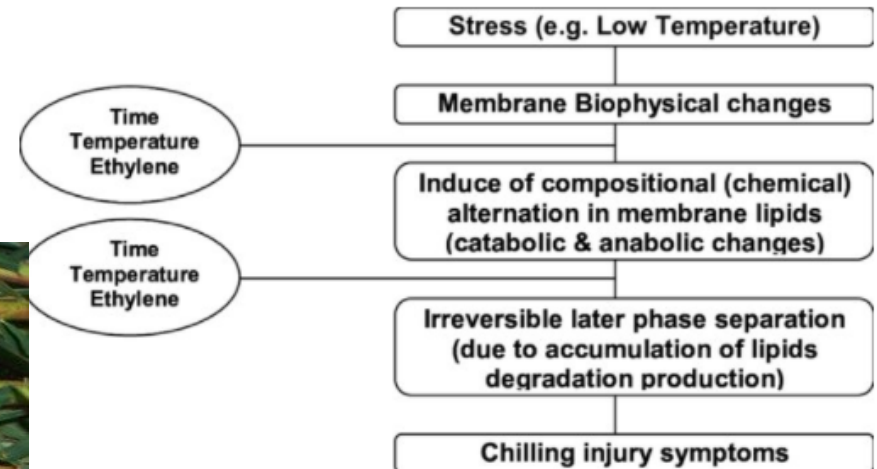 Stress (e.g. Low Temperature)
Membrane Biophysical changes
Time
Temperature
Ethylene
Induce of compositional (chemical)
alternation in membrane lipids
(catabolic & anabolic changes)
Time
Temperature
Ethylene
Irreversible later phase separation
(due to accumulation of lipids
degradation production)
Chilling injury symptoms